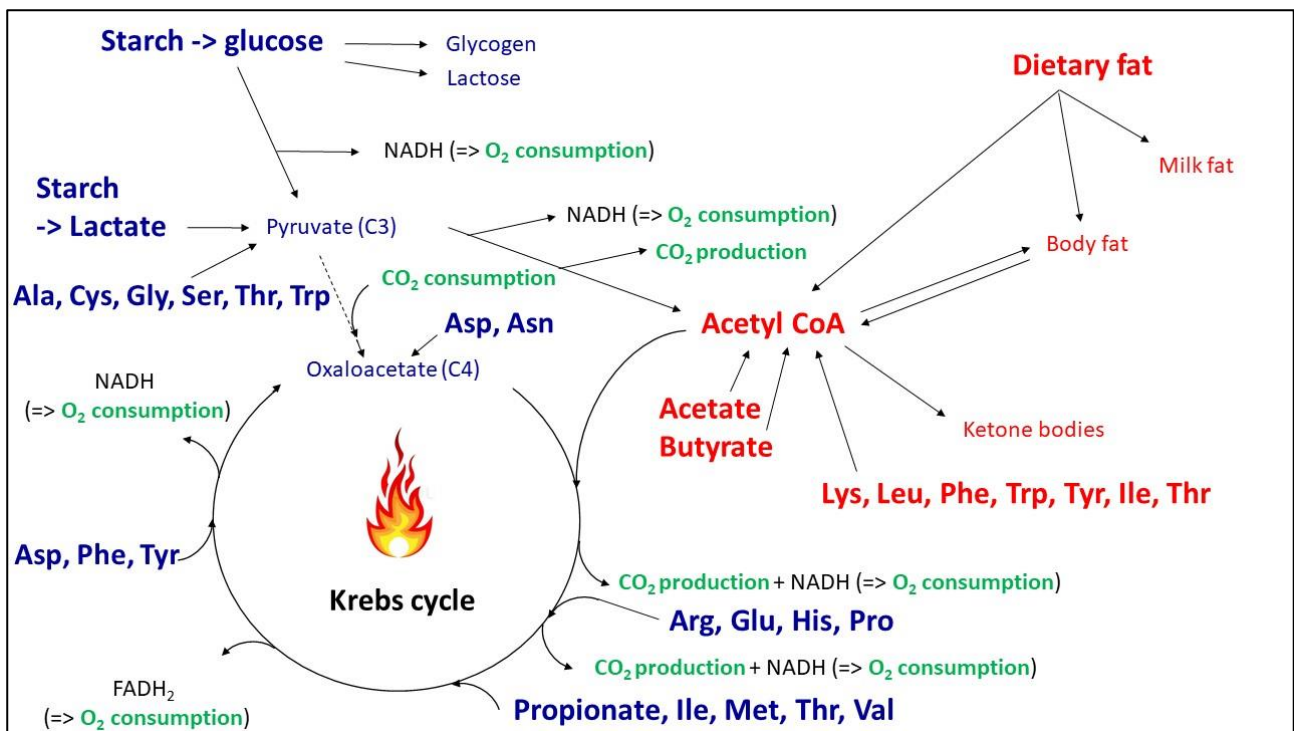 Starch -> glucose
Glycogen
Lactose
Dietary fat
NADH (=> O₂ consumption)
Milk fat
Starch
-> Lactate
NADH (=> O₂ consumption)
Pyruvate (C3)
CO₂ production
Body fat
CO₂ consumption
Ala, Cys, Gly, Ser, Thr, Trp
Asp, Asn
Acetyl CoA
Oxaloacetate (C4)
NADH
(=> O₂ consumption)
Acetate
Butyrate
Ketone bodies
Lys, Leu, Phe, Trp, Tyr, Ile, Thr
Asp, Phe, Tyr
Krebs cycle
CO₂ production + NADH (=> O₂ consumption)
Arg, Glu, His, Pro
CO₂ production + NADH (=> O₂ consumption)
FADH₂
(=> O₂ consumption)
Propionate, Ile, Met, Thr, Val